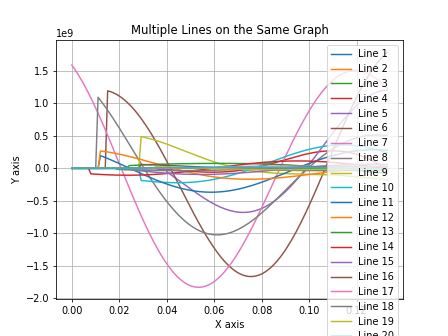 Multiple Lines on the Same Graph
1e9
1.5
1.0
0.5
0.0
−0.5
−1.0
−1.5
−2.0
Y axis
0.00
0.02
0.04
0.06
0.08
0.10
X axis
Line 1
Line 2
Line 3
Line 4
Line 5
Line 6
Line 7
Line 8
Line 9
Line 10
Line 11
Line 12
Line 13
Line 14
Line 15
Line 16
Line 17
Line 18
Line 19
Line 20